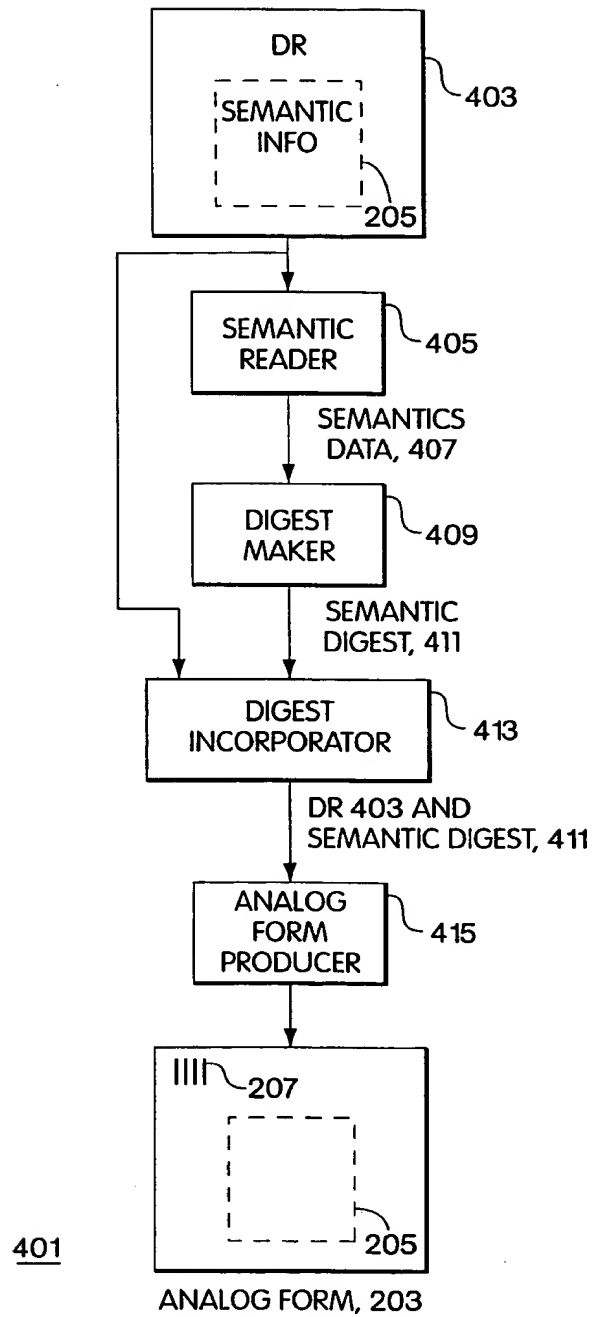 DR
403
SEMANTIC
INFO
205
SEMANTIC
READER
405
SEMANTICS
DATA, 407
DIGEST
MAKER
409
SEMANTIC
DIGEST, 411
DIGEST
INCORPORATOR
413
DR 403 AND
SEMANTIC DIGEST, 411
ANALOG
FORM
PRODUCER
415
207
205
401
ANALOG FORM, 203